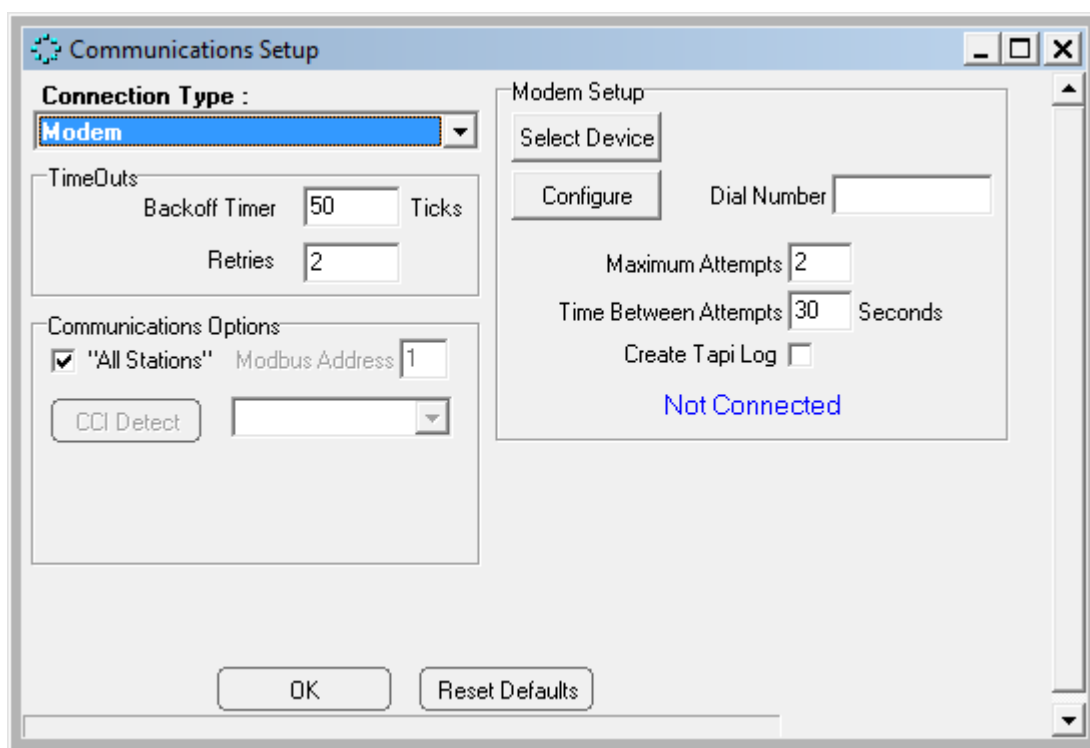 Communications Setup
Connection Type :
Modem
TimeOuts
Backoff Timer 50 Ticks
Retries 2
Communications Options
"All Stations" Modbus Address 1
CCI Detect
Modem Setup
Select Device
Configure Dial Number
Maximum Attempts 2
Time Between Attempts 30 Seconds
Create Tapi Log
Not Connected
OK Reset Defaults